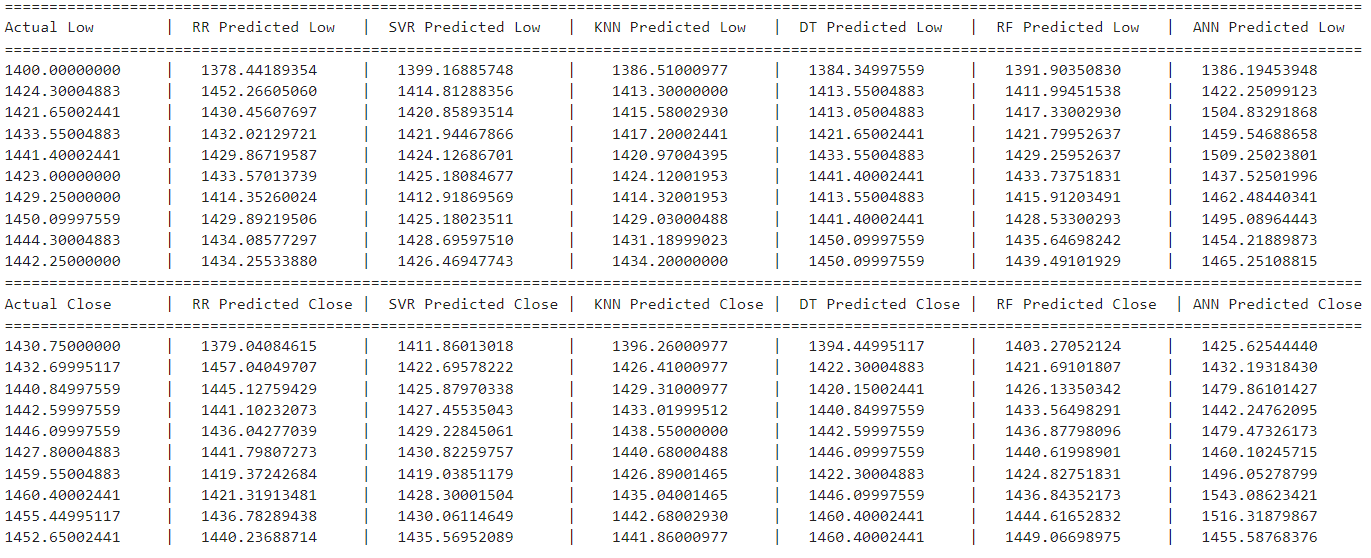 ==========================================================================================================================================================
Actual Low | RR Predicted Low | SVR Predicted Low | KNN Predicted Low | DT Predicted Low | RF Predicted Low | ANN Predicted Low
==========================================================================================================================================================
1400.00000000 | 1378.44189354 | 1399.16885748 | 1386.51000977 | 1384.34997559 | 1391.90350830 | 1386.19453948
1424.30004883 | 1452.26605060 | 1414.81288356 | 1413.30000000 | 1413.55004883 | 1411.99451538 | 1422.25099123
1421.65002441 | 1430.45607697 | 1420.85893514 | 1415.58002930 | 1413.05004883 | 1417.33002930 | 1504.83291868
1433.55004883 | 1432.02129721 | 1421.94467866 | 1417.20002441 | 1421.65002441 | 1421.79952637 | 1459.54688658
1441.40002441 | 1429.86719587 | 1424.12686701 | 1420.97004395 | 1433.55004883 | 1429.25952637 | 1509.25023801
1423.00000000 | 1433.57013739 | 1425.18084677 | 1424.12001953 | 1441.40002441 | 1433.73751831 | 1437.52501996
1429.25000000 | 1414.35260024 | 1412.91869569 | 1414.32001953 | 1413.55004883 | 1415.91203491 | 1462.48440341
1450.09997559 | 1429.89219506 | 1425.18023511 | 1429.03000488 | 1441.40002441 | 1428.53300293 | 1495.08964443
1444.30004883 | 1434.08577297 | 1428.69597510 | 1431.18999023 | 1450.09997559 | 1435.64698242 | 1454.21889873
1442.25000000 | 1434.25533880 | 1426.46947743 | 1434.20000000 | 1450.09997559 | 1439.49101929 | 1465.25108815
==========================================================================================================================================================
Actual Close | RR Predicted Close | SVR Predicted Close | KNN Predicted Close | DT Predicted Close | RF Predicted Close | ANN Predicted Close
==========================================================================================================================================================
1430.75000000 | 1379.04084615 | 1411.86013018 | 1396.26000977 | 1394.44995117 | 1403.27052124 | 1425.62544440
1432.69995117 | 1457.04049707 | 1422.69578222 | 1426.41000977 | 1422.30004883 | 1421.69101807 | 1432.19318430
1440.84997559 | 1445.12759429 | 1425.87970338 | 1429.31000977 | 1420.15002441 | 1426.13350342 | 1479.86101427
1442.59997559 | 1441.10232073 | 1427.45535043 | 1433.01999512 | 1440.84997559 | 1433.56498291 | 1442.24762095
1446.09997559 | 1436.04277039 | 1429.22845061 | 1438.55000000 | 1442.59997559 | 1436.87798096 | 1479.47326173
1427.80004883 | 1441.79807273 | 1430.82259757 | 1440.68000488 | 1446.09997559 | 1440.61998901 | 1460.10245715
1459.55004883 | 1419.37242684 | 1419.03851179 | 1426.89001465 | 1422.30004883 | 1424.82751831 | 1496.05278799
1460.40002441 | 1421.31913481 | 1428.30001504 | 1435.04001465 | 1446.09997559 | 1436.84352173 | 1543.08623421
1455.44995117 | 1436.78289438 | 1430.06114649 | 1442.68002930 | 1460.40002441 | 1444.61652832 | 1516.31879867
1452.65002441 | 1440.23688714 | 1435.56952089 | 1441.86000977 | 1460.40002441 | 1449.06698975 | 1455.58768376